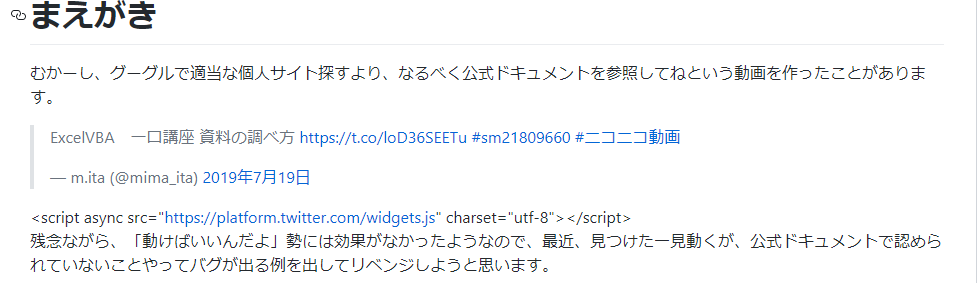 まえがき
むかーし、グーグルで適当な個人サイト探すより、なるべく公式ドキュメントを参照してねという動画を作ったことがありま
す。
ExcelVBA　一口講座 資料の調べ方 https://t.co/loD36SEETu #sm21809660 #ニコニコ動画
— m.ita (@mima_ita) 2019年7月19日
<script async src="https://platform.twitter.com/widgets.js" charset="utf-8"></script>
残念ながら、「動けばいいんだよ」勢には効果がなかったようなので、最近、見つけた一見動くが、公式ドキュメントで認めら
れていないことやってバグが出る例を出してリベンジしようと思います。